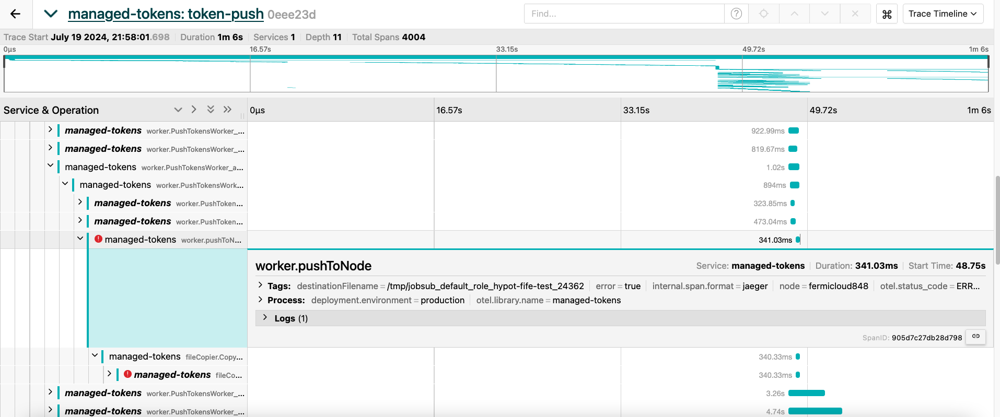 managed-tokens: token-push 0eee23d
Find...
Trace Timeline
Trace Start July 19 2024, 21:58:01.698 Duration 1m 6s Services 1 Depth 11 Total Spans 4004
0μs 16.57s 33.15s 49.72s 1m 6s
Service & Operation 0μs 16.57s 33.15s 49.72s 1m 6s
managed-tokens worker.PushTokensWorker_... 922.99ms
managed-tokens worker.PushTokensWorker_... 819.67ms
managed-tokens worker.PushTokensWorker_a... 1.02s
managed-tokens worker.PushTokensWork... 894ms
managed-tokens worker.PushToken... 323.85ms
managed-tokens worker.PushToken... 473.04ms
managed-tokens worker.pushToN... 341.03ms
worker.pushToNode Service: managed-tokens Duration: 341.03ms Start Time: 48.75s
Tags: destinationFilename = /tmp/jobsub_default_role_hypot-fife-test_24362 error = true internal.span.format = jaeger node = fermicloud848 otel.status_code = ERR...
Process: deployment.environment = production otel.library.name = managed-tokens
Logs (1)
SpanID: 905d7c27db28d798
managed-tokens fileCopier.Copy... 340.33ms
managed-tokens fileCo... 340.33ms
managed-tokens worker.PushTokensWorker_... 3.26s
managed-tokens worker.PushTokensWorker_... 4.74s